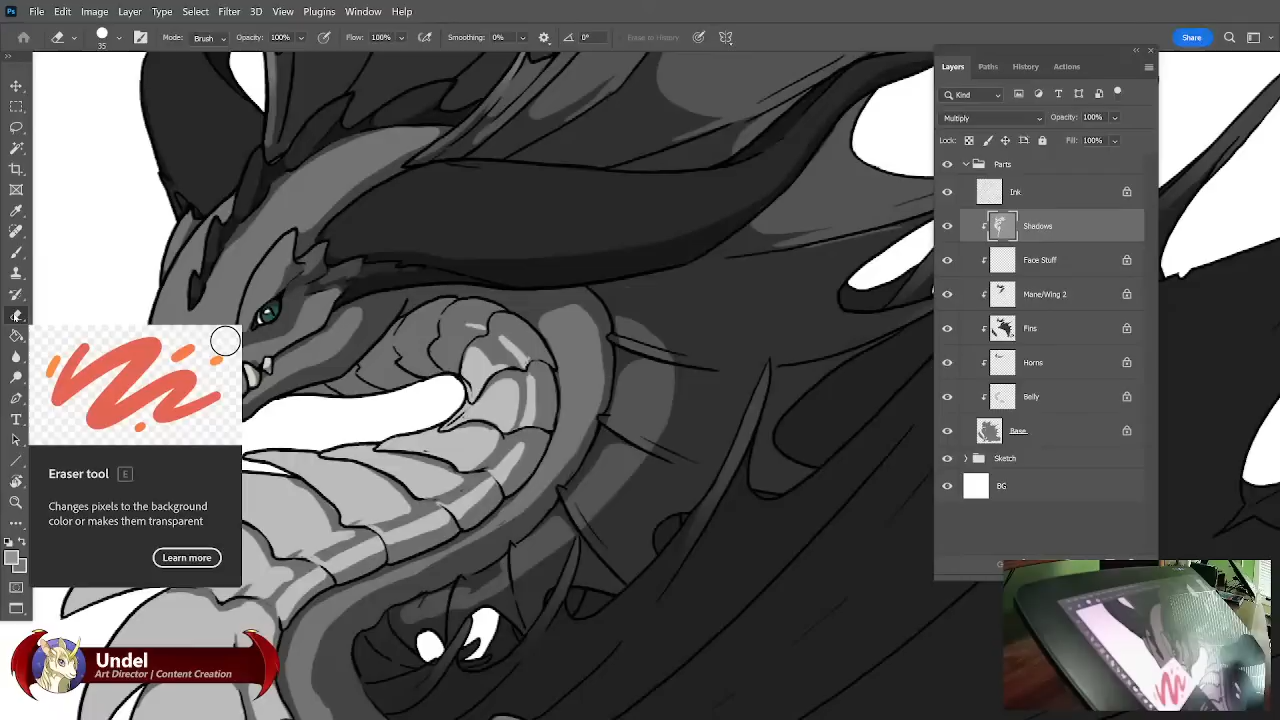 Ps File Edit Image Layer Type Select Filter 3D View Plugins Window Help
35 Mode: Brush Opacity: 100% Flow: 100% Smoothing: 0% 0° Erase to History Share
Layers Paths History Actions
Kind
Multiply Opacity: 100%
Lock: Fill: 100%
Parts
Ink
Shadows
Face Stuff
Mane/Wing 2
Fins
Horns
Belly
Base
Sketch
BG
Eraser tool E
Changes pixels to the background
color or makes them transparent
Learn more
Undel
Art Director | Content Creation